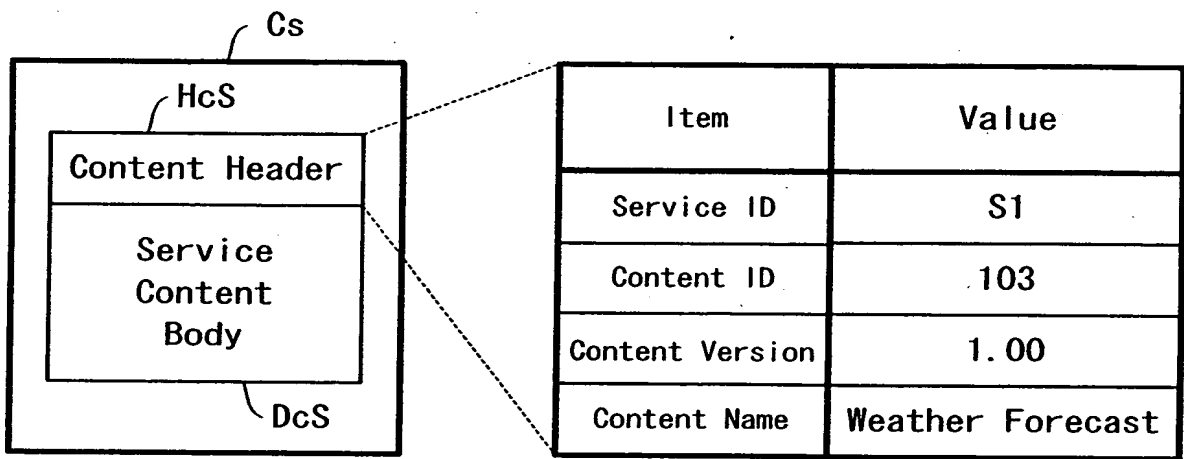 Cs
HcS
Content Header
Service
Content
Body
DcS
Item Value
Service ID S1
Content ID 103
Content Version 1.00
Content Name Weather Forecast